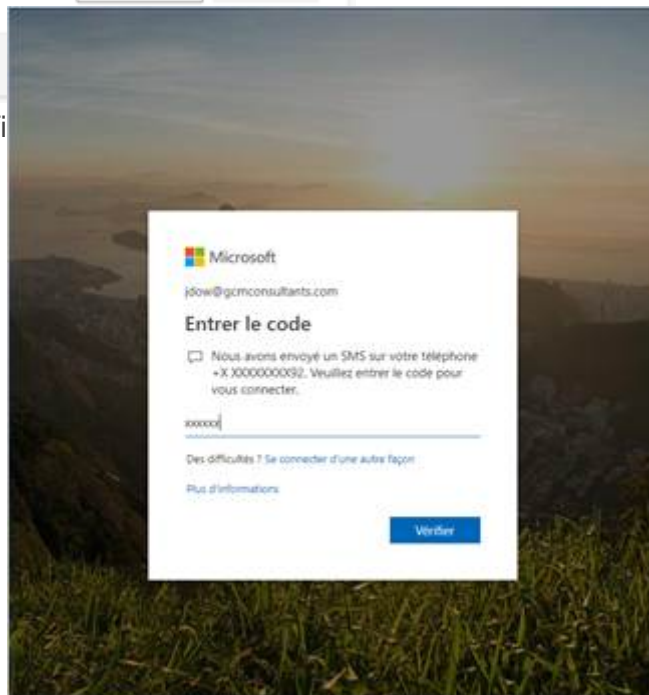 Microsoft
jdow@gcmconsultants.com
Entrer le code
Nous avons envoyé un SMS sur votre téléphone
+X XXXXXXXX92. Veuillez entrer le code pour
vous connecter.
xxxxxx
Des difficultés ? Se connecter d'une autre façon
Plus d'informations
Vérifier